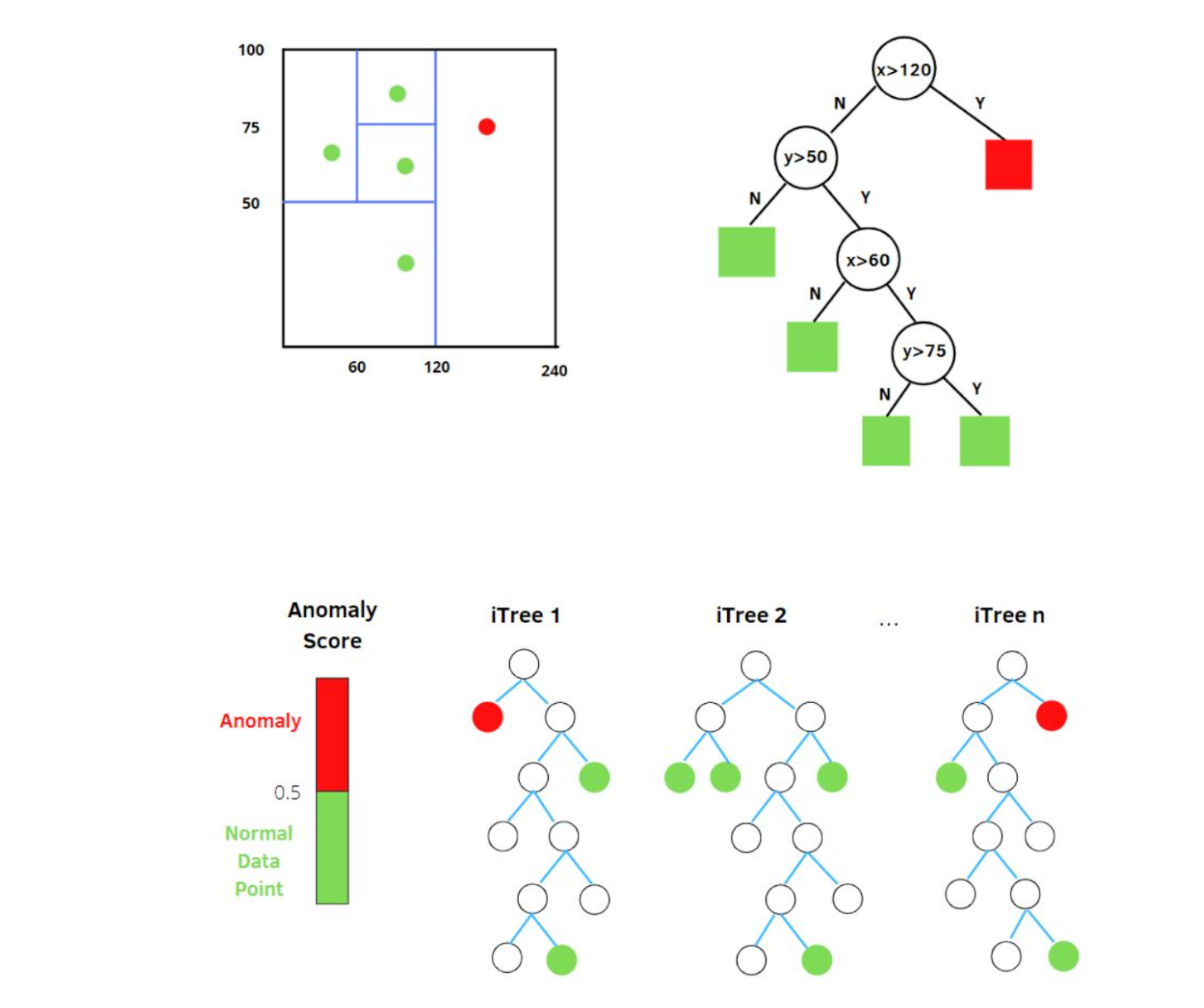 100
75
50
60
120
240
x>120
N
Y
y>50
N
Y
x>60
N
Y
y>75
N
Y
Anomaly
Score
Anomaly
0.5
Normal
Data
Point
iTree 1
iTree 2
...
iTree n